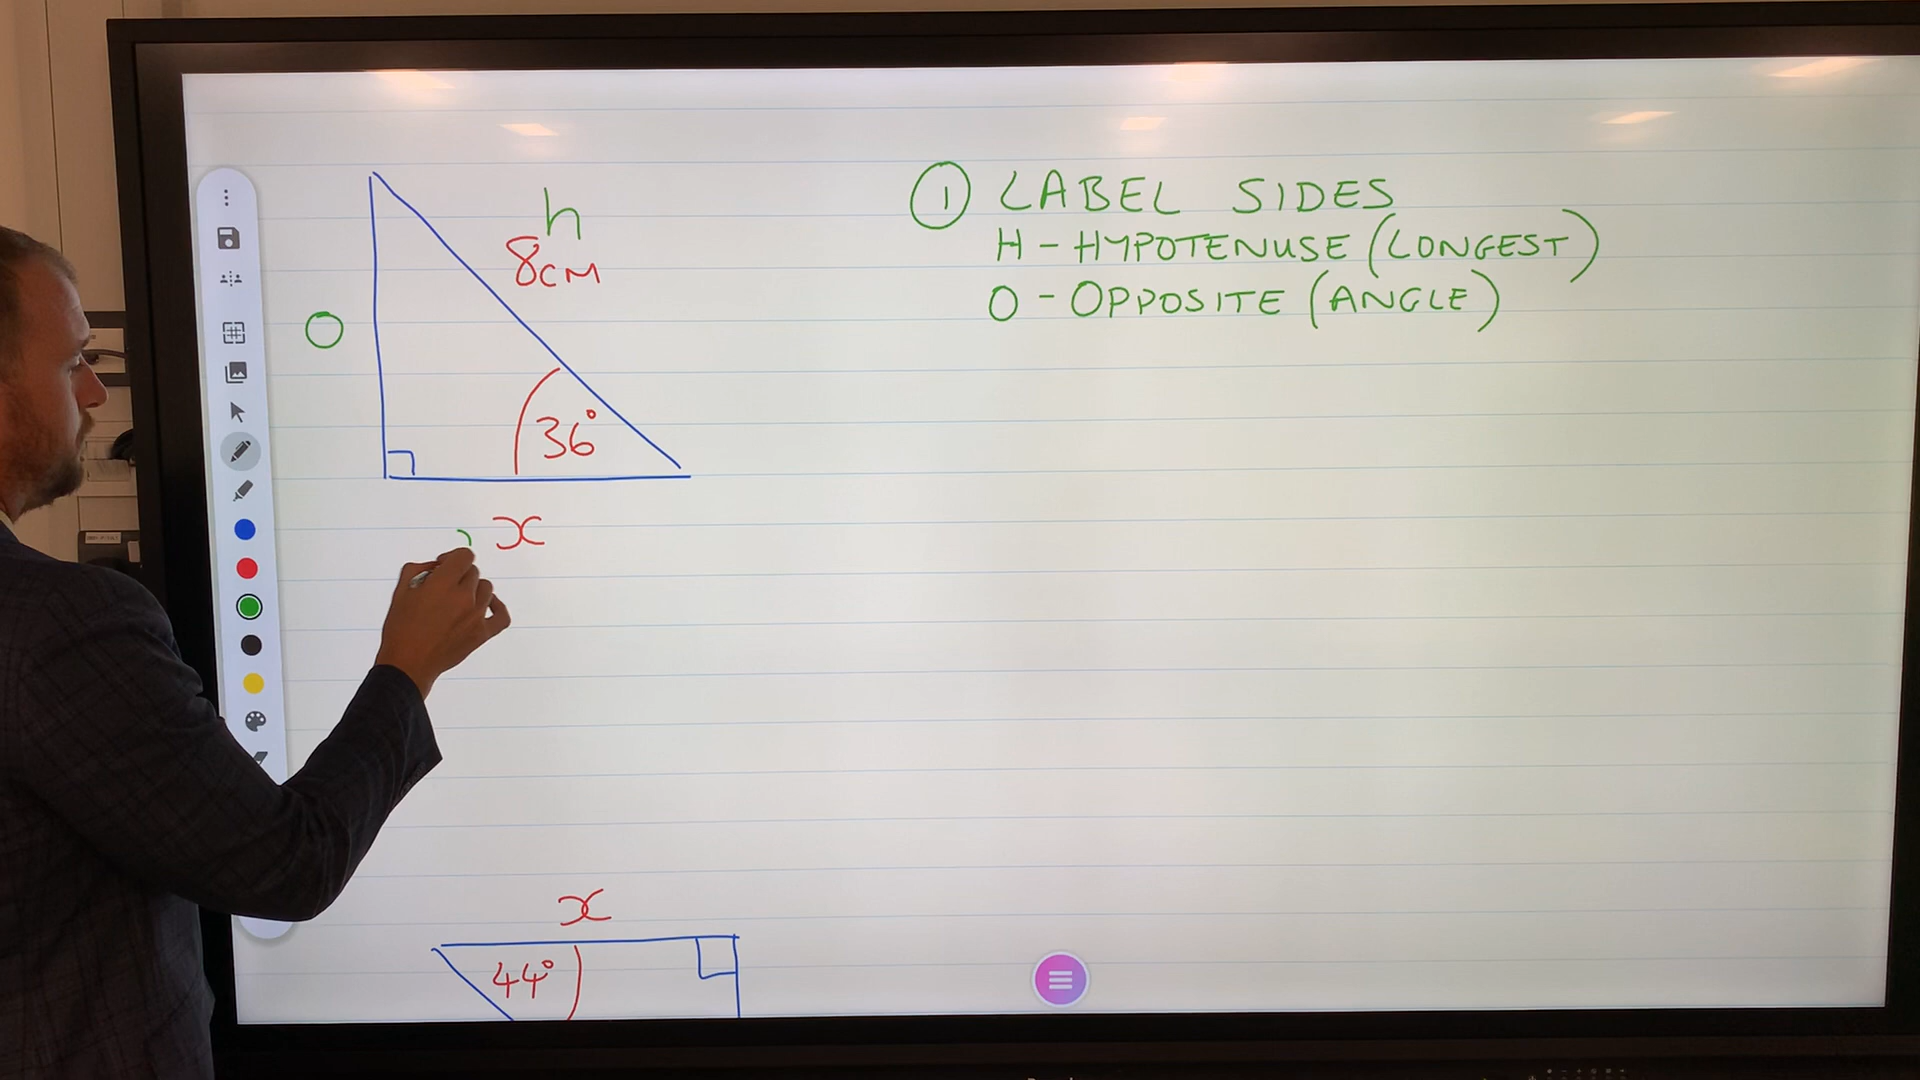 h
8cm
O
36°
x
① LABEL SIDES
H - HYPOTENUSE (LONGEST)
O - OPPOSITE (ANGLE)
x
44°